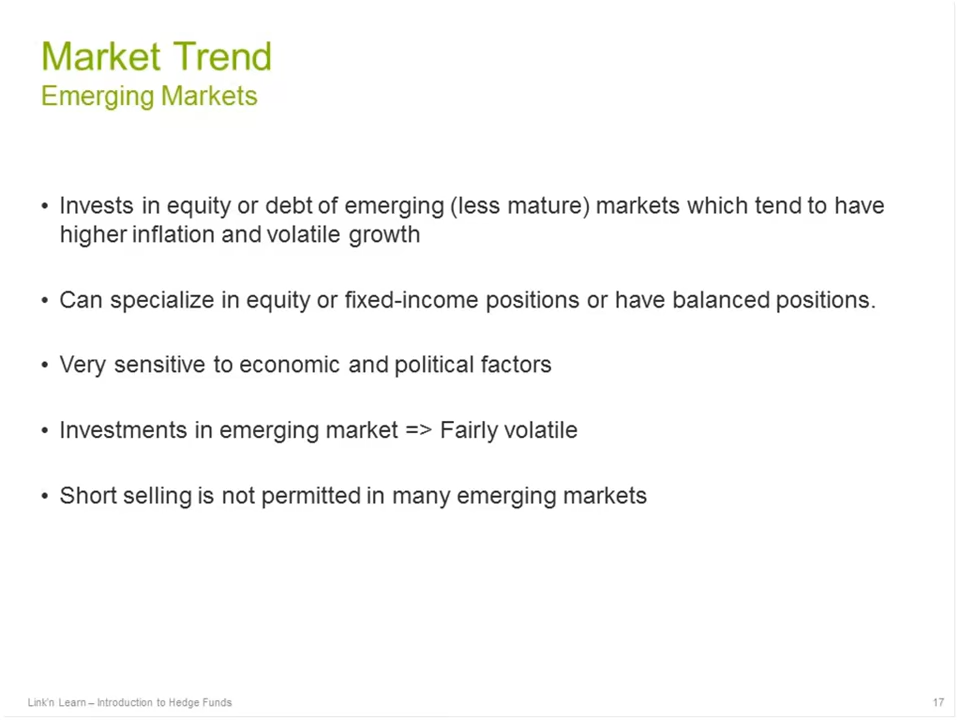 Market Trend
Emerging Markets
• Invests in equity or debt of emerging (less mature) markets which tend to have
higher inflation and volatile growth
• Can specialize in equity or fixed-income positions or have balanced positions.
• Very sensitive to economic and political factors
• Investments in emerging market => Fairly volatile
• Short selling is not permitted in many emerging markets
Link'n Learn – Introduction to Hedge Funds 17